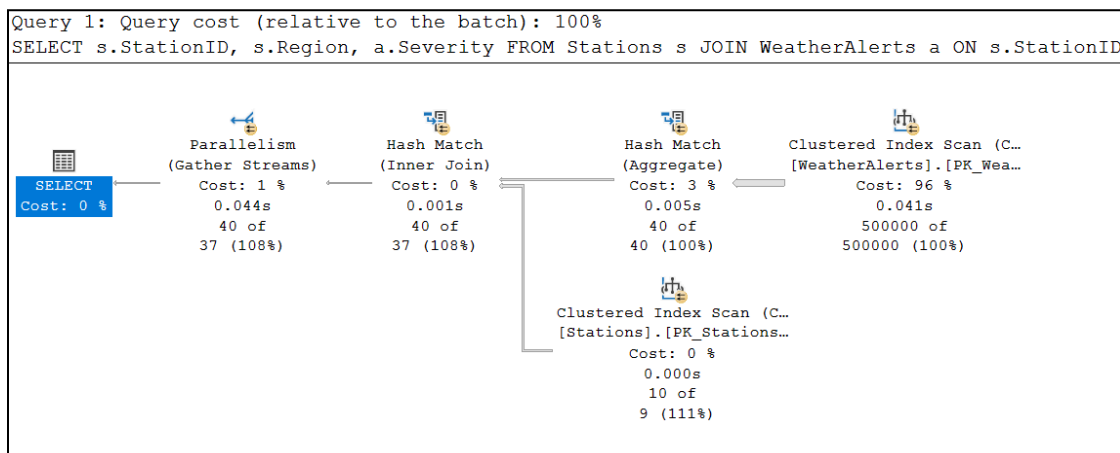 Query 1: Query cost (relative to the batch): 100%
SELECT s.StationID, s.Region, a.Severity FROM Stations s JOIN WeatherAlerts a ON s.StationID
SELECT
Cost: 0 %
Parallelism
(Gather Streams)
Cost: 1 %
0.044s
40 of
37 (108%)
Hash Match
(Inner Join)
Cost: 0 %
0.001s
40 of
37 (108%)
Hash Match
(Aggregate)
Cost: 3 %
0.005s
40 of
40 (100%)
Clustered Index Scan (C…
[WeatherAlerts].[PK_Wea…
Cost: 96 %
0.041s
500000 of
500000 (100%)
Clustered Index Scan (C…
[Stations].[PK_Stations…
Cost: 0 %
0.000s
10 of
9 (111%)